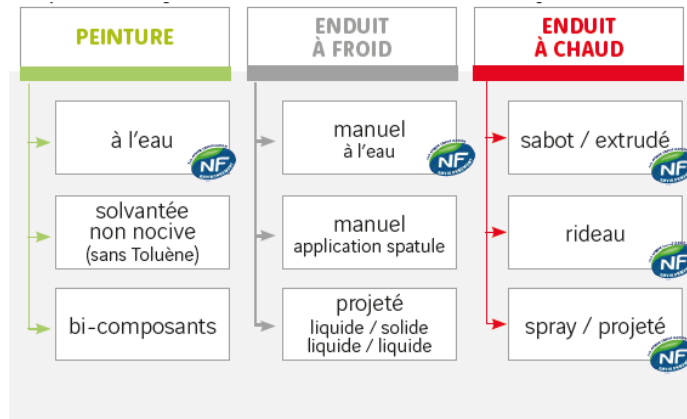 PEINTURE
à l'eau
NF
solvantée
non nocive
(sans Toluène)
bi-composants
ENDUIT
À FROID
manuel
à l'eau
NF
manuel
application spatule
projeté
liquide / solide
liquide / liquide
ENDUIT
À CHAUD
sabot / extrudé
NF
rideau
NF
spray / projeté
NF